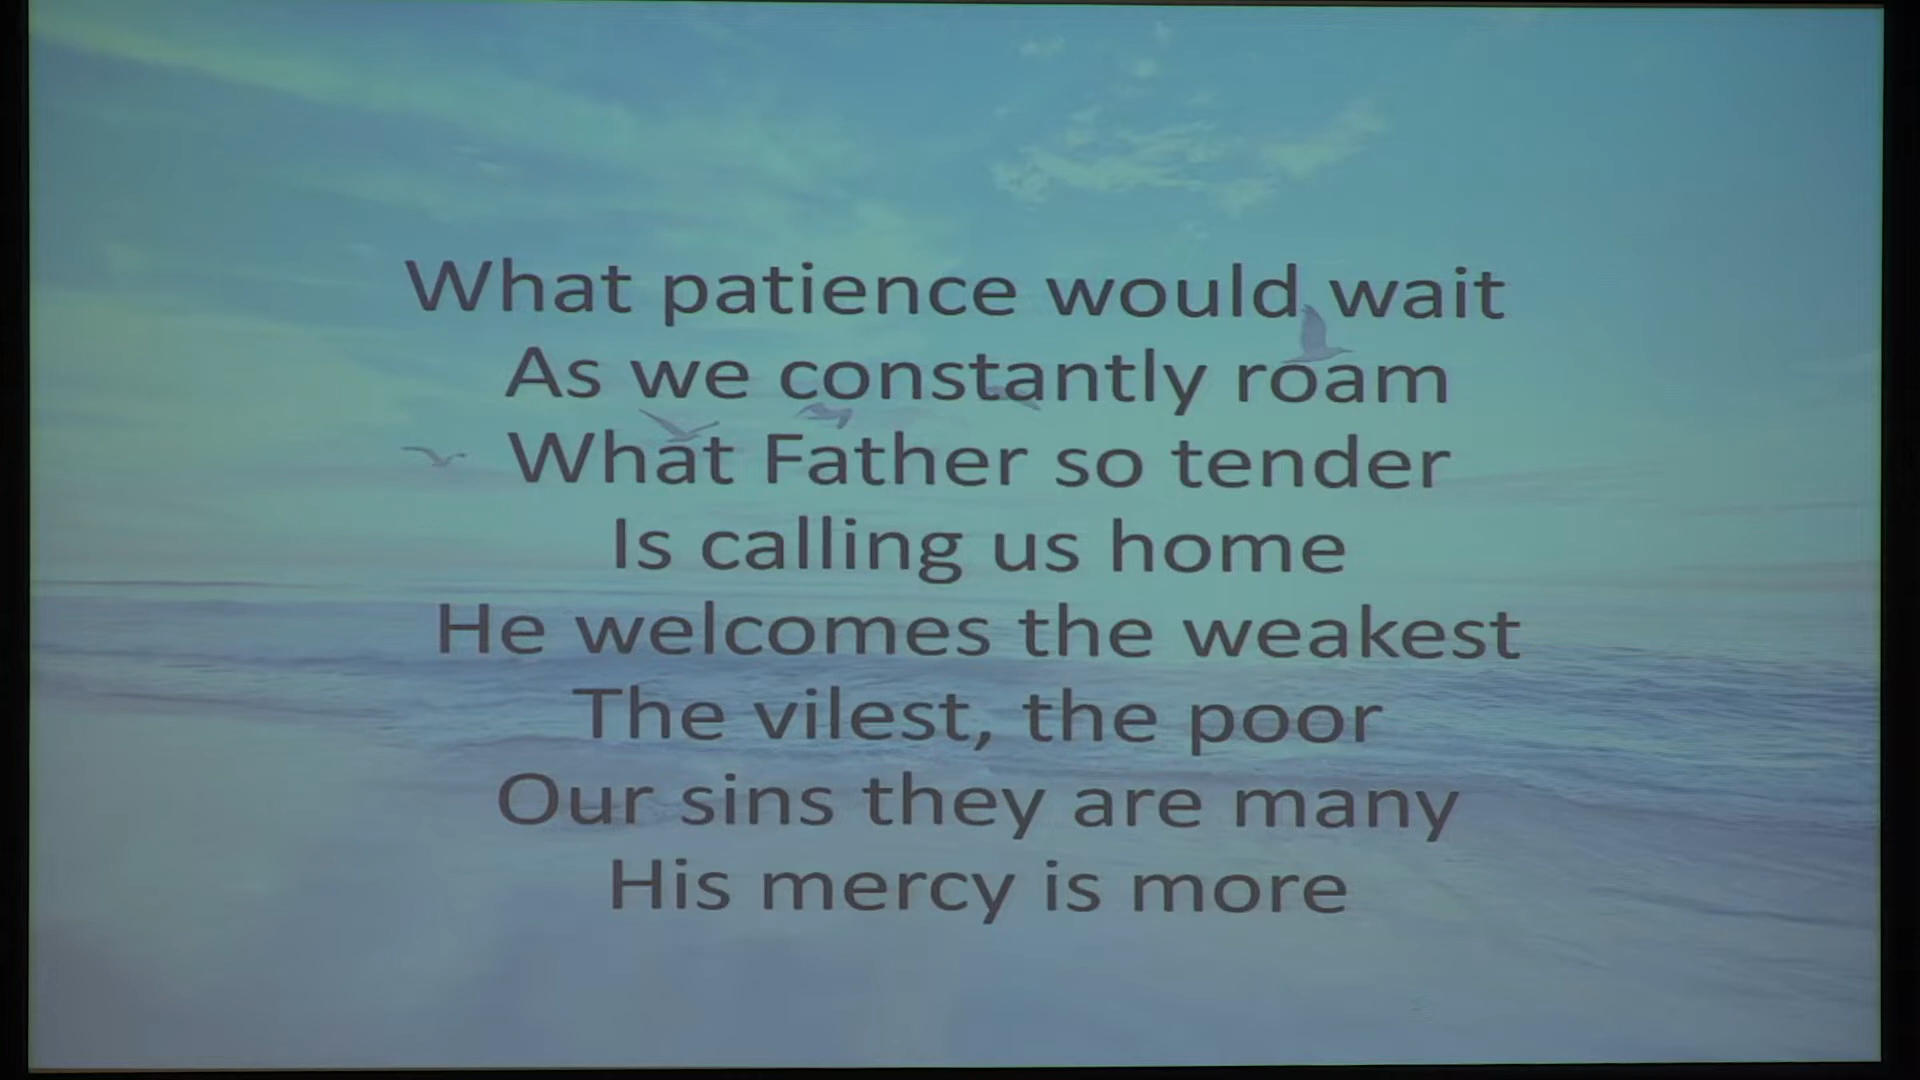 What patience would wait
As we constantly roam
What Father so tender
Is calling us home
He welcomes the weakest
The vilest, the poor
Our sins they are many
His mercy is more